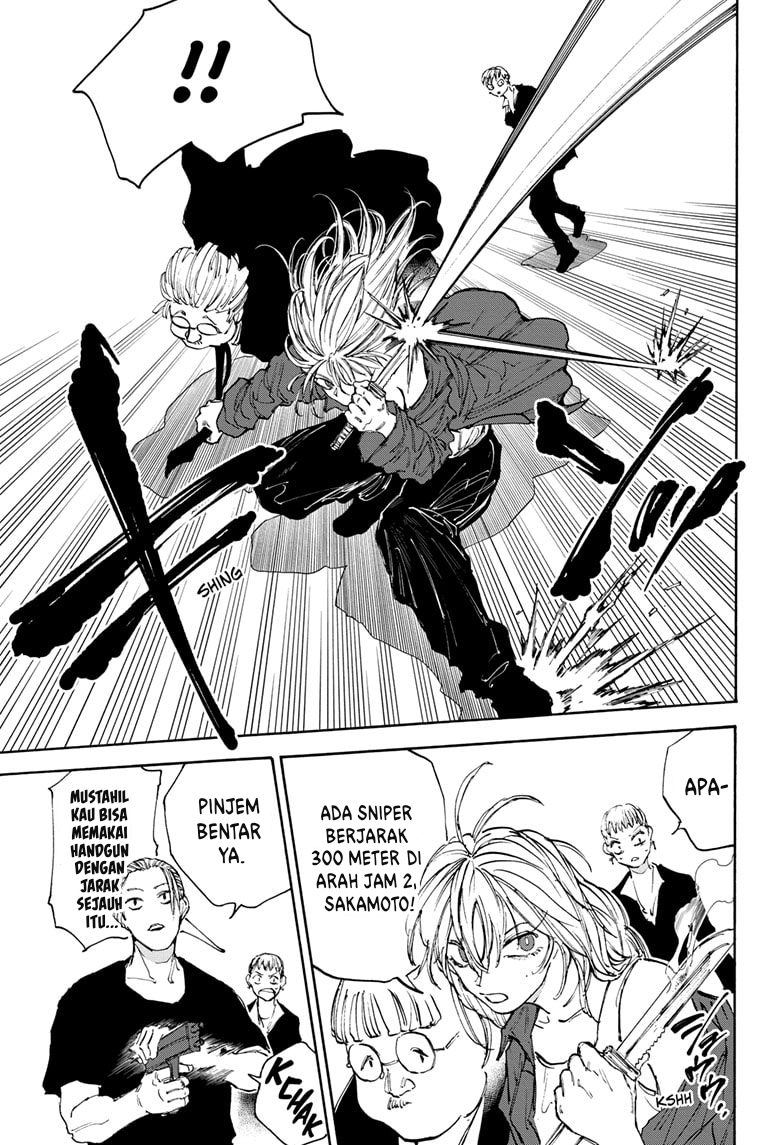 !!
SHING
APA-
ADA SNIPER
BERJARAK
300 METER DI
ARAH JAM 2,
SAKAMOTO!
KSHH
PINJEM
BENTAR
YA.
MUSTAHIL
KAU BISA
MEMAKAI
HANDGUN
DENGAN
JARAK
SEJAUH
ITU...
KCHAK